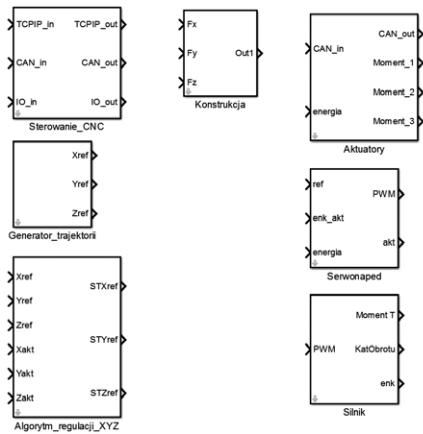 TCPIP_in TCPIP_out
CAN_in CAN_out
IO_in IO_out
Sterowanie_CNC
Fx
Fy Out1
Fz
Konstrukcja
CAN_out
CAN_in
Moment_1
Moment_2
energia
Moment_3
Aktuatory
Xref
Yref
Zref
Generator_trajektorii
ref
PWM
enk_akt
akt
energia
Serwonaped
Xref
STXref
Yref
Zref
STYref
Xakt
Yakt
STZref
Zakt
Algorytm_regulacji_XYZ
Moment T
PWM KatObrotu
enk
Silnik